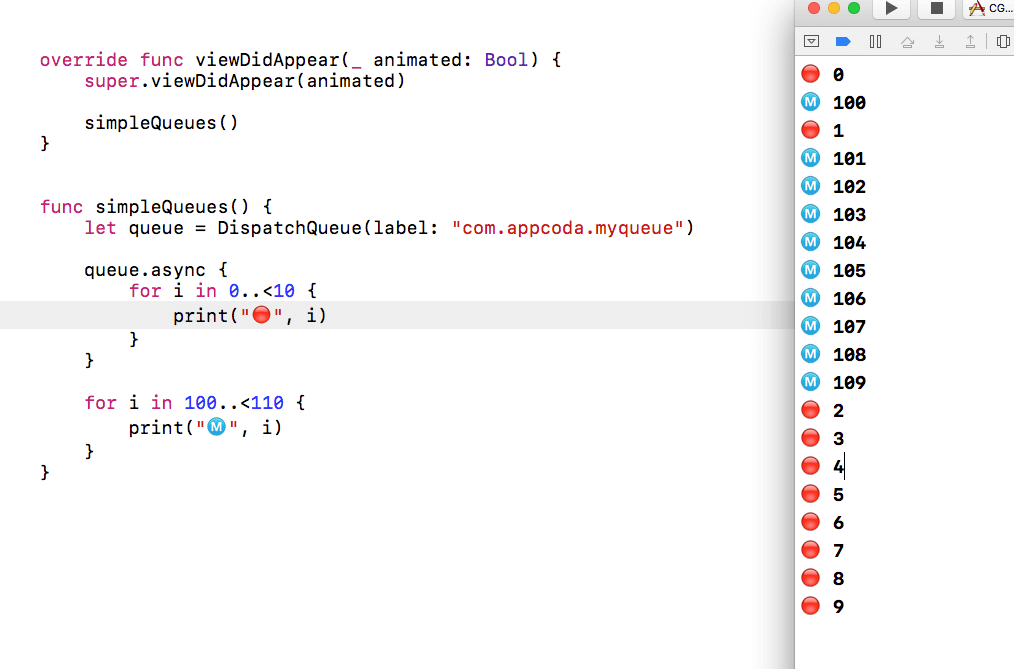 override func viewDidAppear(_ animated: Bool) {
super.viewDidAppear(animated)
simpleQueues()
}
func simpleQueues() {
let queue = DispatchQueue(label: "com.appcoda.myqueue")
queue.async {
for i in 0..<10 {
print("🔴", i)
}
}
for i in 100..<110 {
print("Ⓜ️", i)
}
}
CG...
🔴 0
Ⓜ️ 100
🔴 1
Ⓜ️ 101
Ⓜ️ 102
Ⓜ️ 103
Ⓜ️ 104
Ⓜ️ 105
Ⓜ️ 106
Ⓜ️ 107
Ⓜ️ 108
Ⓜ️ 109
🔴 2
🔴 3
🔴 4
🔴 5
🔴 6
🔴 7
🔴 8
🔴 9